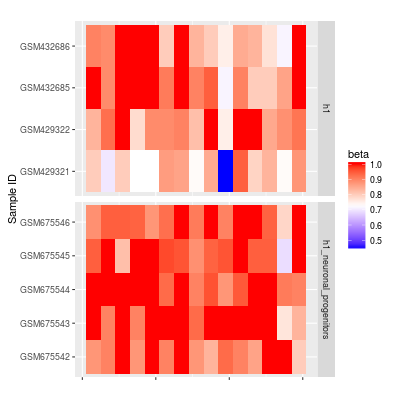 Sample ID
GSM432686
GSM432685
GSM429322
GSM429321
h1
GSM675546
GSM675545
GSM675544
GSM675543
GSM675542
h1_neuronal_progenitors
beta
1.0
0.9
0.8
0.7
0.6
0.5